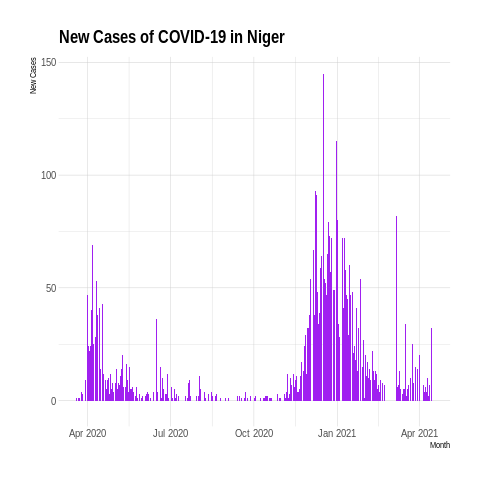 New Cases of COVID-19 in Niger
New Cases
150
100
50
0
Apr 2020 Jul 2020 Oct 2020 Jan 2021 Apr 2021
Month